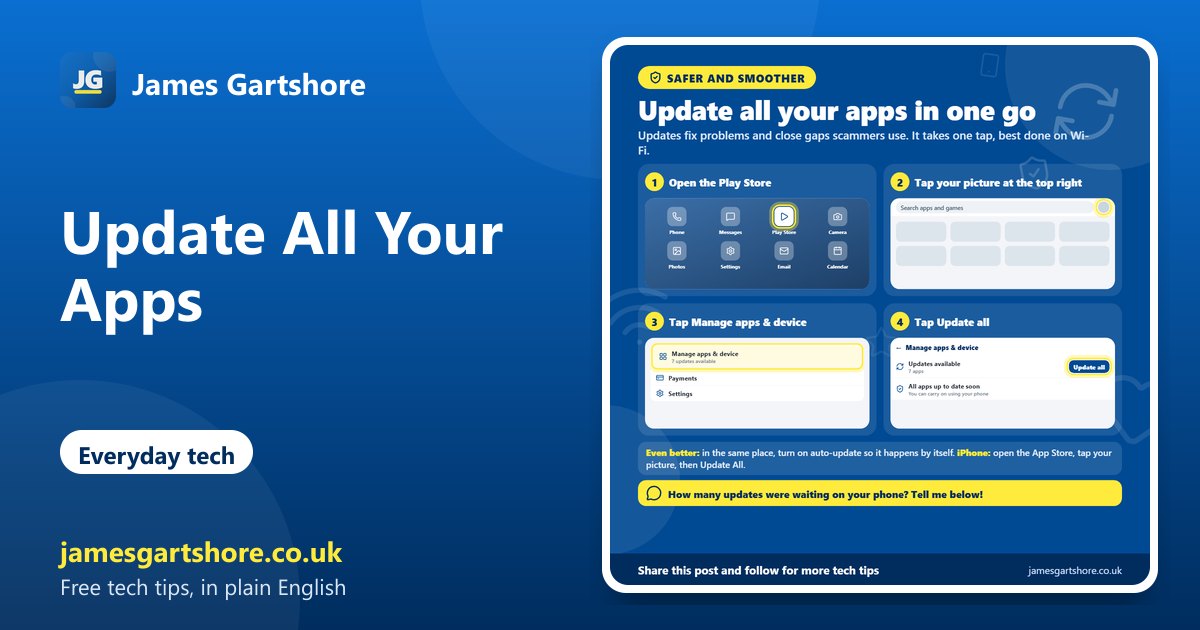 JG
James Gartshore
Update All Your
Apps
Everyday tech
jamesgartshore.co.uk
Free tech tips, in plain English
SAFER AND SMOOTHER
Update all your apps in one go
Updates fix problems and close gaps scammers use. It takes one tap, best done on Wi-
Fi.
1 Open the Play Store
Phone Messages Play Store Camera
Photos Settings Email Calendar
2 Tap your picture at the top right
Search apps and games
3 Tap Manage apps & device
Manage apps & device
7 updates available
Payments
Settings
4 Tap Update all
← Manage apps & device
Updates available
7 apps
Update all
All apps up to date soon
You can carry on using your phone
Even better: in the same place, turn on auto-update so it happens by itself. iPhone: open the App Store, tap your
picture, then Update All.
How many updates were waiting on your phone? Tell me below!
Share this post and follow for more tech tips
jamesgartshore.co.uk